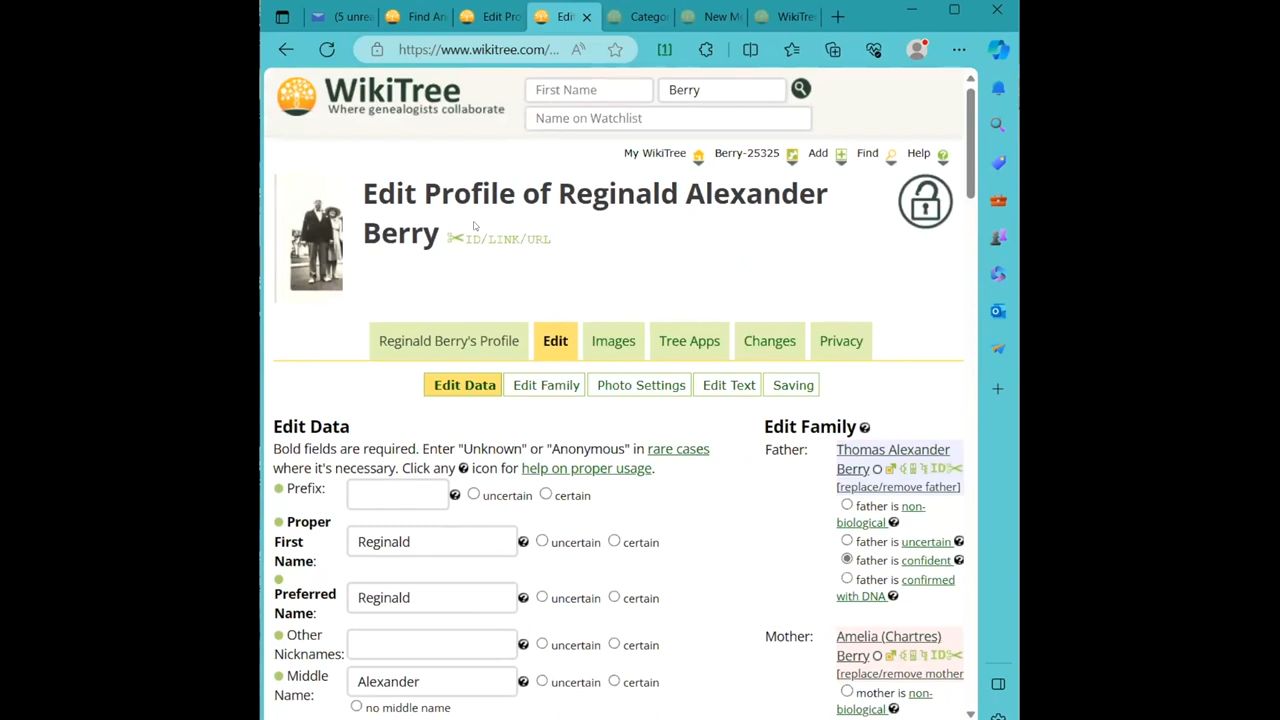 (5 unre
Find An
Edit Pro
Edit
Catego
New M
WikiTre
https://www.wikitree.com/...
[1]
WikiTree
Where genealogists collaborate
First Name
Berry
Name on Watchlist
My WikiTree
Berry-25325
Add
Find
Help
Edit Profile of Reginald Alexander
Berry ID/LINK/URL
Reginald Berry's Profile
Edit
Images
Tree Apps
Changes
Privacy
Edit Data
Edit Family
Photo Settings
Edit Text
Saving
Edit Data
Bold fields are required. Enter "Unknown" or "Anonymous" in rare cases
where it's necessary. Click any ? icon for help on proper usage.
Prefix:
? uncertain certain
Proper
First
Name:
Reginald
? uncertain certain
Preferred
Name:
Reginald
? uncertain certain
Other
Nicknames:
? uncertain certain
Middle
Name:
Alexander
? uncertain certain
no middle name
Edit Family ?
Father:
Thomas Alexander
Berry ID
[replace/remove father]
father is non-
biological ?
father is uncertain ?
father is confident ?
father is confirmed
with DNA ?
Mother:
Amelia (Chartres)
Berry ID
[replace/remove mother
mother is non-
biological ?